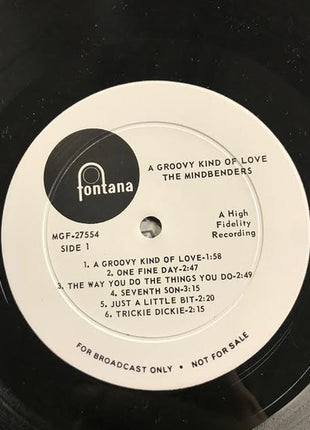 fontana
A GROOVY KIND OF LOVE
THE MINDBENDERS
MGF-27554
SIDE 1
A High
Fidelity
Recording
1. A GROOVY KIND OF LOVE-1:58
2. ONE FINE DAY-2:47
3. THE WAY YOU DO THE THINGS YOU DO-2:49
4. SEVENTH SON-3:15
5. JUST A LITTLE BIT-2:20
6. TRICKIE DICKIE-2:15
FOR BROADCAST ONLY • NOT FOR SALE